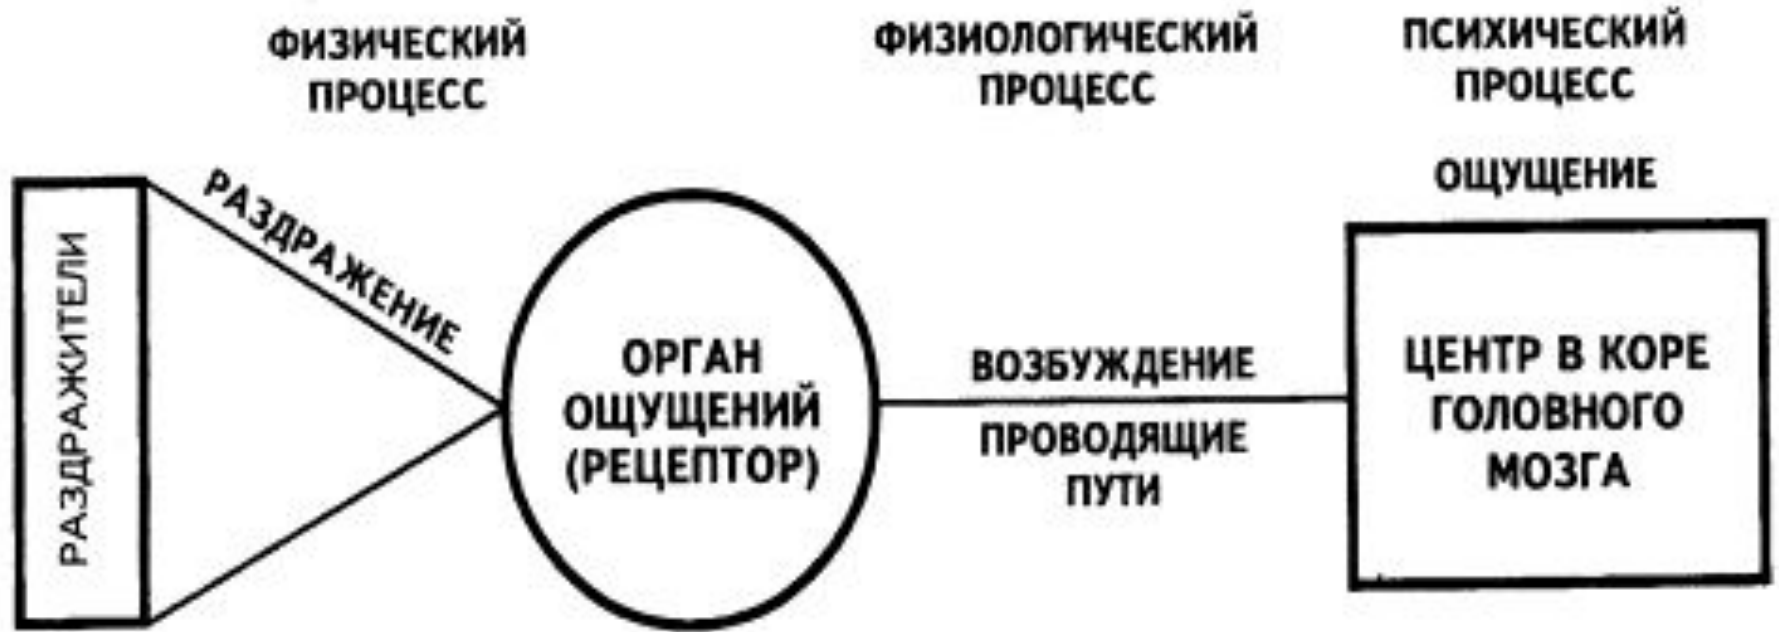 ФИЗИЧЕСКИЙ
ПРОЦЕСС
ФИЗИОЛОГИЧЕСКИЙ
ПРОЦЕСС
ПСИХИЧЕСКИЙ
ПРОЦЕСС
ОЩУЩЕНИЕ
РАЗДРАЖИТЕЛИ
РАЗДРАЖЕНИЕ
ОРГАН
ОЩУЩЕНИЙ
(РЕЦЕПТОР)
ВОЗБУЖДЕНИЕ
ПРОВОДЯЩИЕ
ПУТИ
ЦЕНТР В КОРЕ
ГОЛОВНОГО
МОЗГА